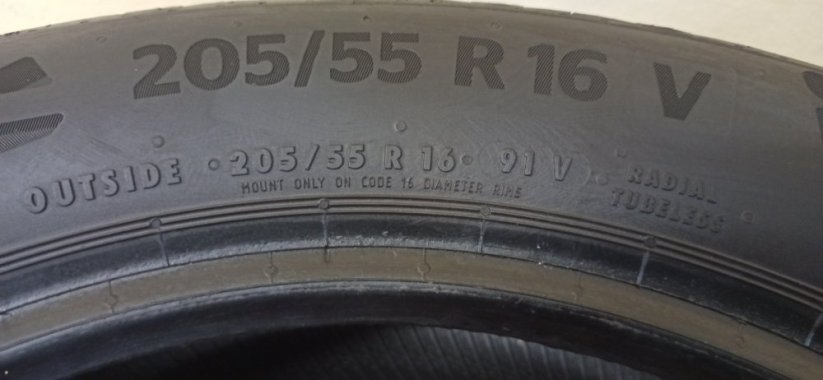 205/55 R 16 V
OUTSIDE 205/55 R 16 91 V RADIAL
TUBELESS
MOUNT ONLY ON CODE 16 DIAMETER RIMS